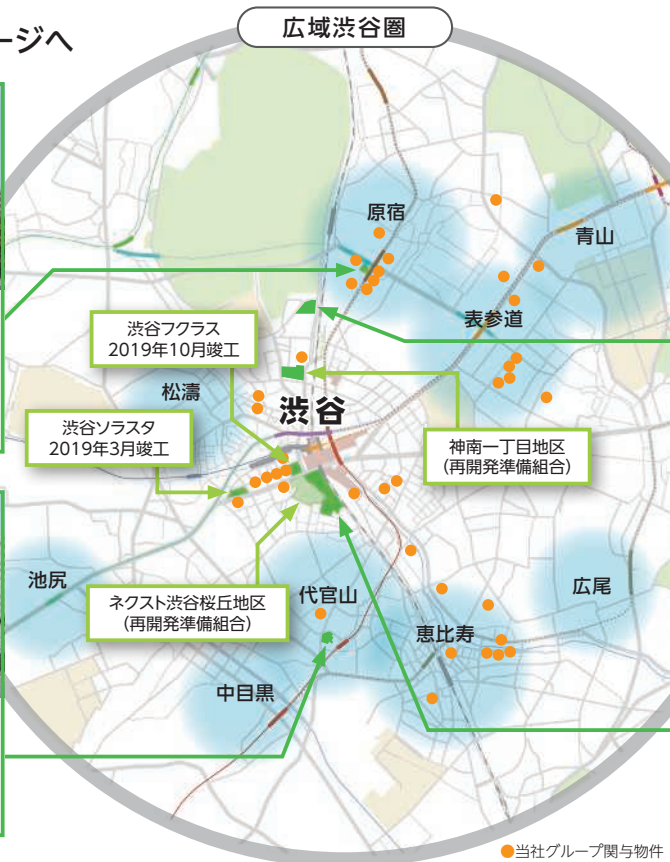 広域渋谷圏
ージへ
原宿
青山
表参道
渋谷フクラス
2019年10月竣工
松濤
渋谷
渋谷ソラスタ
2019年3月竣工
神南一丁目地区
(再開発準備組合)
池尻
ネクスト渋谷桜丘地区
(再開発準備組合)
代官山
広尾
恵比寿
中目黒
●当社グループ関与物件